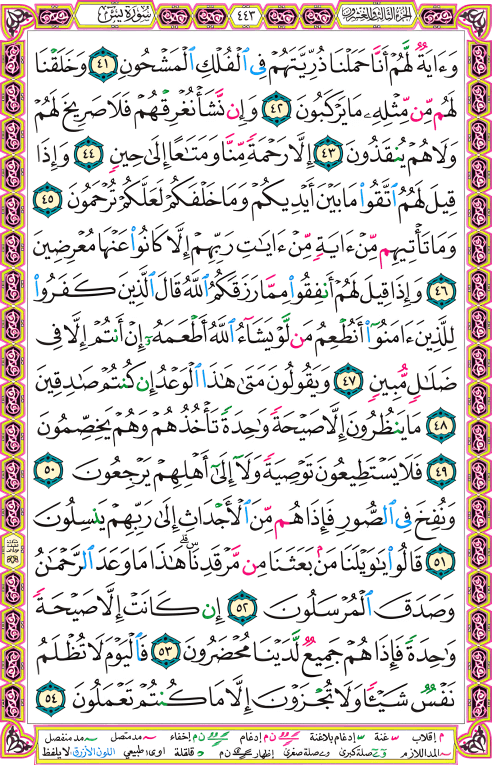 الجزء الثالث والعشرون
٤٤٣
سورة يس
وَءَايَةٌ لَّهُمْ أَنَّا حَمَلْنَا ذُرِّيَّتَهُمْ فِى ٱلْفُلْكِ ٱلْمَشْحُونِ ٤١ وَخَلَقْنَا
لَهُم مِّن مِّثْلِهِۦ مَا يَرْكَبُونَ ٤٢ وَإِن نَّشَأْ نُغْرِقْهُمْ فَلَا صَرِيخَ لَهُمْ
وَلَا هُمْ يُنقَذُونَ ٤٣ إِلَّا رَحْمَةً مِّنَّا وَمَتَٰعًا إِلَىٰ حِينٍ ٤٤ وَإِذَا
قِيلَ لَهُمُ ٱتَّقُوا۟ مَا بَيْنَ أَيْدِيكُمْ وَمَا خَلْفَكُمْ لَعَلَّكُمْ تُرْحَمُونَ ٤٥
وَمَا تَأْتِيهِم مِّنْ ءَايَةٍ مِّنْ ءَايَٰتِ رَبِّهِمْ إِلَّا كَانُوا۟ عَنْهَا مُعْرِضِينَ
٤٦ وَإِذَا قِيلَ لَهُمْ أَنفِقُوا۟ مِمَّا رَزَقَكُمُ ٱللَّهُ قَالَ ٱلَّذِينَ كَفَرُوا۟
لِلَّذِينَ ءَامَنُوٓا۟ أَنُطْعِمُ مَن لَّوْ يَشَآءُ ٱللَّهُ أَطْعَمَهُۥٓ إِنْ أَنتُمْ إِلَّا فِى
ضَلَٰلٍ مُّبِينٍ ٤٧ وَيَقُولُونَ مَتَىٰ هَٰذَا ٱلْوَعْدُ إِن كُنتُمْ صَٰدِقِينَ
٤٨ مَا يَنظُرُونَ إِلَّا صَيْحَةً وَٰحِدَةً تَأْخُذُهُمْ وَهُمْ يَخِصِّمُونَ
٤٩ فَلَا يَسْتَطِيعُونَ تَوْصِيَةً وَلَآ إِلَىٰٓ أَهْلِهِمْ يَرْجِعُونَ ٥٠
وَنُفِخَ فِى ٱلصُّورِ فَإِذَا هُم مِّنَ ٱلْأَجْدَاثِ إِلَىٰ رَبِّهِمْ يَنسِلُونَ
٥١ قَالُوا۟ يَٰوَيْلَنَا مَنۢ بَعَثَنَا مِن مَّرْقَدِنَا ۜ ۗ هَٰذَا مَا وَعَدَ ٱلرَّحْمَٰنُ
وَصَدَقَ ٱلْمُرْسَلُونَ ٥٢ إِن كَانَتْ إِلَّا صَيْحَةً
وَٰحِدَةً فَإِذَا هُمْ جَمِيعٌ لَّدَيْنَا مُحْضَرُونَ ٥٣ فَٱلْيَوْمَ لَا تُظْلَمُ
نَفْسٌ شَيْـًٔا وَلَا تُجْزَوْنَ إِلَّا مَا كُنتُمْ تَعْمَلُونَ ٥٤
م إقلاب غنة إدغام بلاغنة ن م إدغام ن م إخفاء مد متصل مد منفصل
المد اللازم وے صلة كبرى وے صلة صغرى إظهار ن م قلقلة اوى: طبيعي اللون الأزرق: لا يلفظ